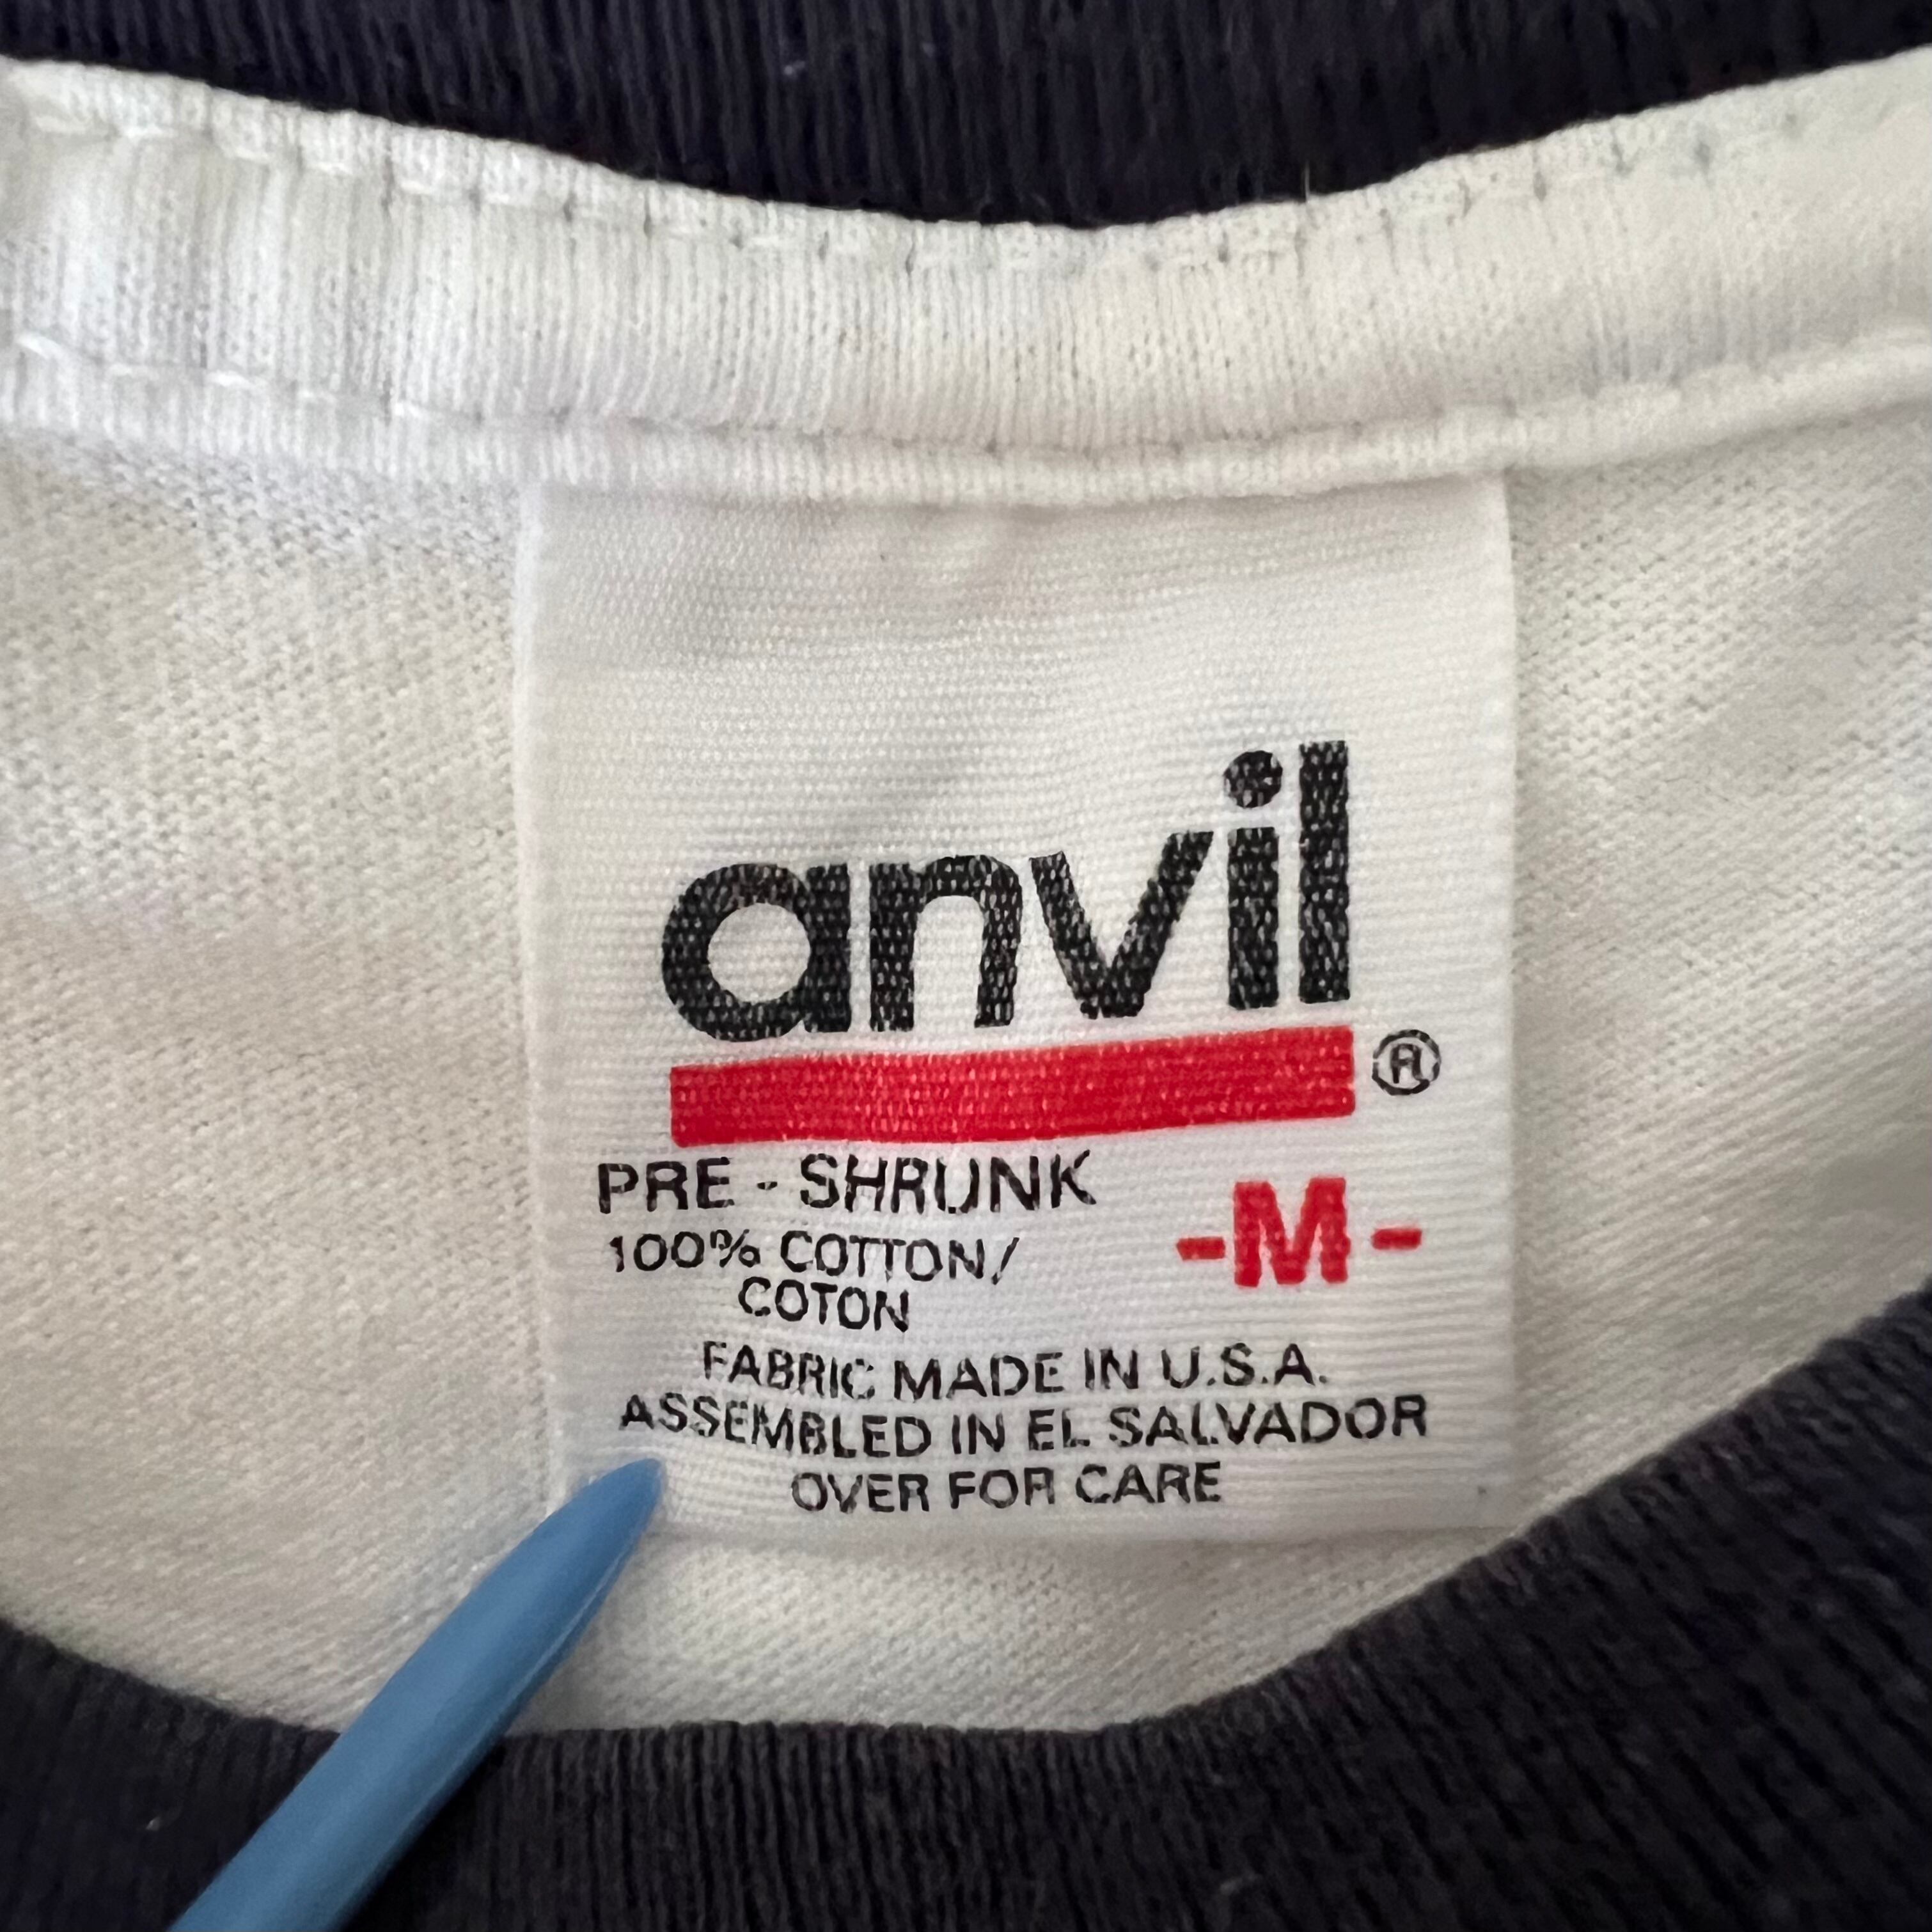 anvil
®
PRE - SHRUNK
-M-
100% COTTON/
COTON
FABRIC MADE IN U.S.A.
ASSEMBLED IN EL SALVADOR
OVER FOR CARE